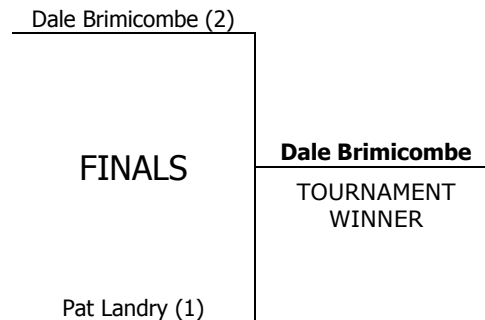 Dale Brimicombe (2)
FINALS
Dale Brimicombe
TOURNAMENT
WINNER
Pat Landry (1)